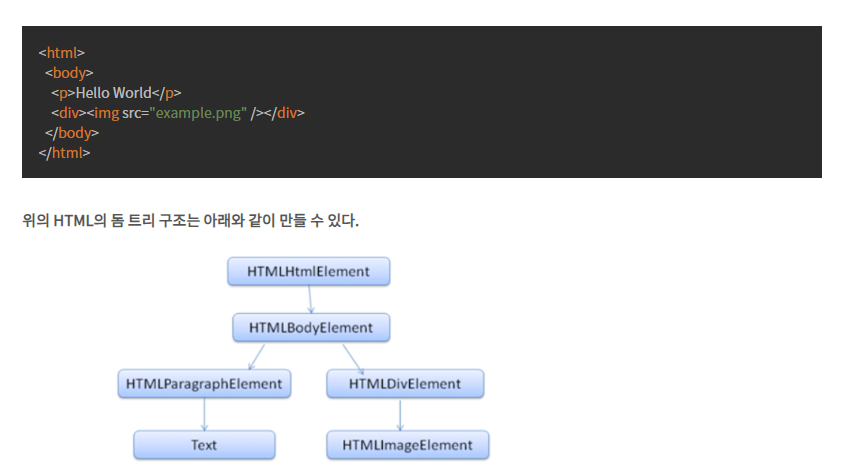 <html>
<body>
<p>Hello World</p>
<div><img src="example.png" /></div>
</body>
</html>
위의 HTML의 돔 트리 구조는 아래와 같이 만들 수 있다.
HTMLHtmlElement
HTMLBodyElement
HTMLParagraphElement HTMLDivElement
Text HTMLImageElement